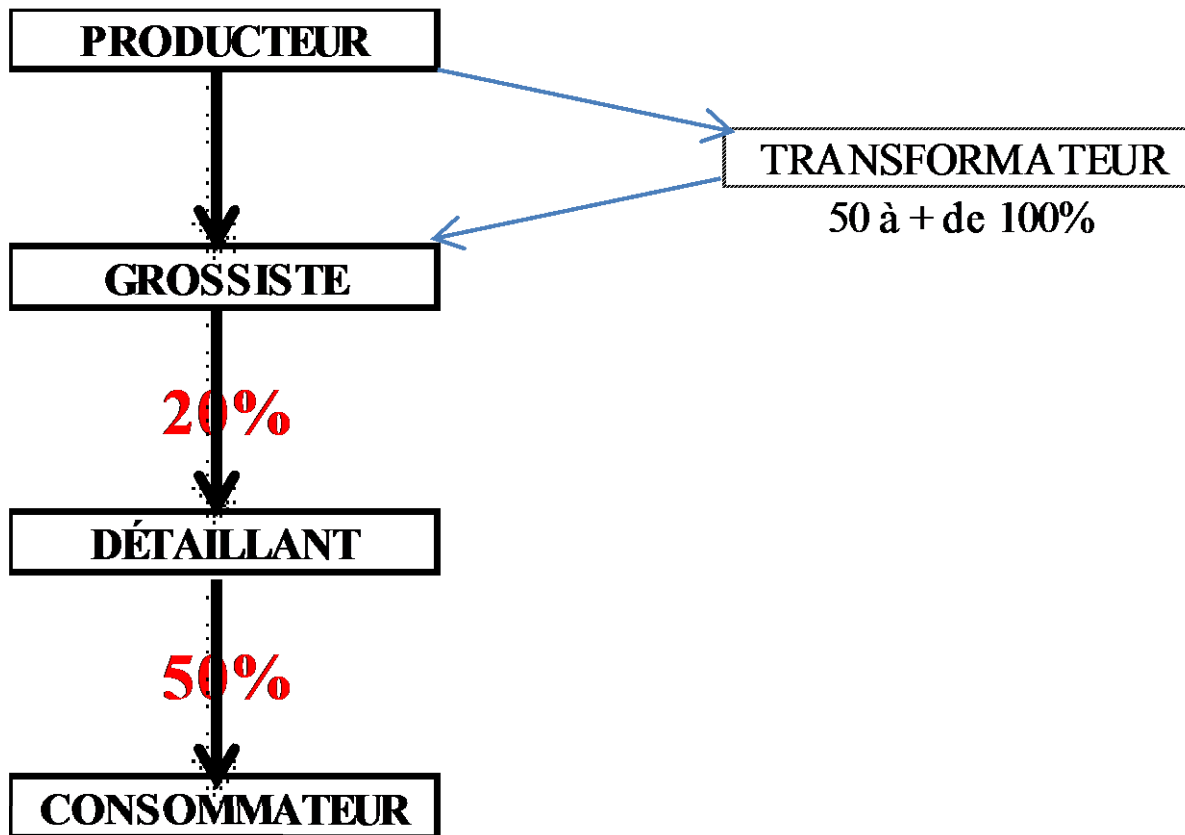 PRODUCTEUR
TRANSFORMATEUR
50 à + de 100%
GROSSISTE
20%
DÉTAILLANT
50%
CONSOMMATEUR